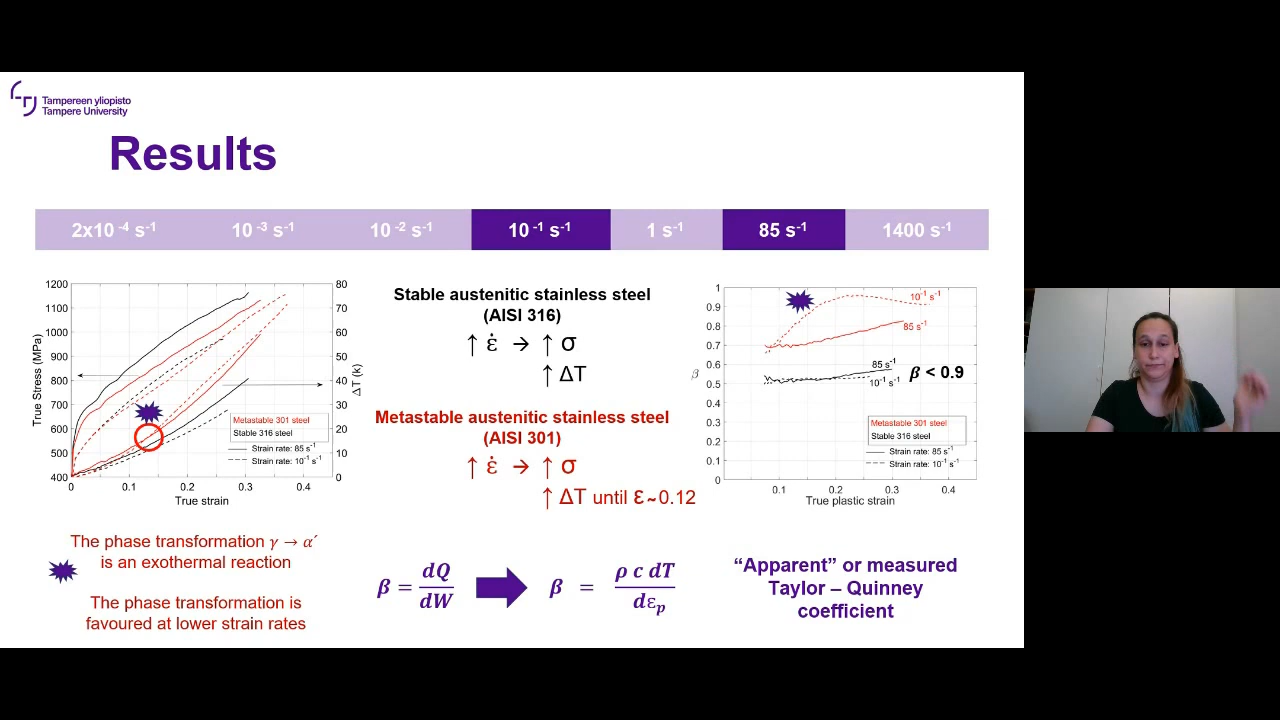 Tampereen yliopisto
Tampere University
Results
2x10⁻⁴ s⁻¹ 10⁻³ s⁻¹ 10⁻² s⁻¹ 10⁻¹ s⁻¹ 1 s⁻¹ 85 s⁻¹ 1400 s⁻¹
1200
1100
1000
900
800
700
600
500
400
True Stress (MPa)
80
70
60
50
40
30
20
10
0
ΔT (k)
Metastable 301 steel
Stable 316 steel
Strain rate: 85 s⁻¹
Strain rate: 10⁻¹ s⁻¹
0 0.1 0.2 0.3 0.4
True strain
The phase transformation γ → α´
is an exothermal reaction
The phase transformation is
favoured at lower strain rates
Stable austenitic stainless steel
(AISI 316)
↑ ε̇ → ↑ σ
↑ ΔT
Metastable austenitic stainless steel
(AISI 301)
↑ ε̇ → ↑ σ
↑ ΔT until ε~0.12
β = dQ/dW
β = ρ c dT/dεₚ
1
0.9
0.8
0.7
0.6
0.5
0.4
0.3
0.2
0.1
0
β
10⁻¹ s⁻¹
85 s⁻¹
85 s⁻¹
10⁻¹ s⁻¹
β < 0.9
Metastable 301 steel
Stable 316 steel
Strain rate: 85 s⁻¹
Strain rate: 10⁻¹ s⁻¹
0.1 0.2 0.3 0.4
True plastic strain
“Apparent” or measured
Taylor – Quinney
coefficient